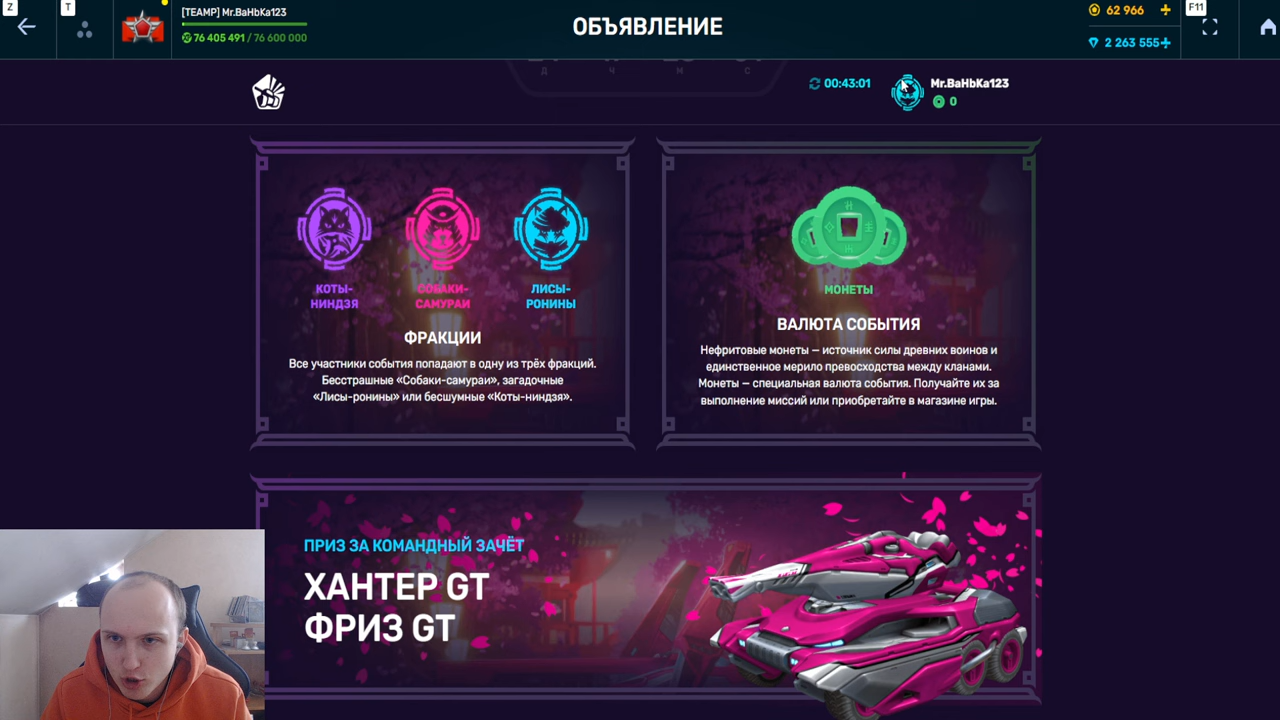 Z
T
[TEAMP] Mr.BaHbKa123
76 405 491 / 76 600 000
ОБЪЯВЛЕНИЕ
62 966
2 263 555
F11
Д Ч М С
00:43:01
Mr.BaHbKa123
0
КОТЫ-
НИНДЗЯ
СОБАКИ-
САМУРАИ
ЛИСЫ-
РОНИНЫ
ФРАКЦИИ
Все участники события попадают в одну из трёх фракций.
Бесстрашные «Собаки-самураи», загадочные
«Лисы-ронины» или бесшумные «Коты-ниндзя».
МОНЕТЫ
ВАЛЮТА СОБЫТИЯ
Нефритовые монеты — источник силы древних воинов и
единственное мерило превосходства между кланами.
Монеты — специальная валюта события. Получайте их за
выполнение миссий или приобретайте в магазине игры.
ПРИЗ ЗА КОМАНДНЫЙ ЗАЧЁТ
ХАНТЕР GT
ФРИЗ GT